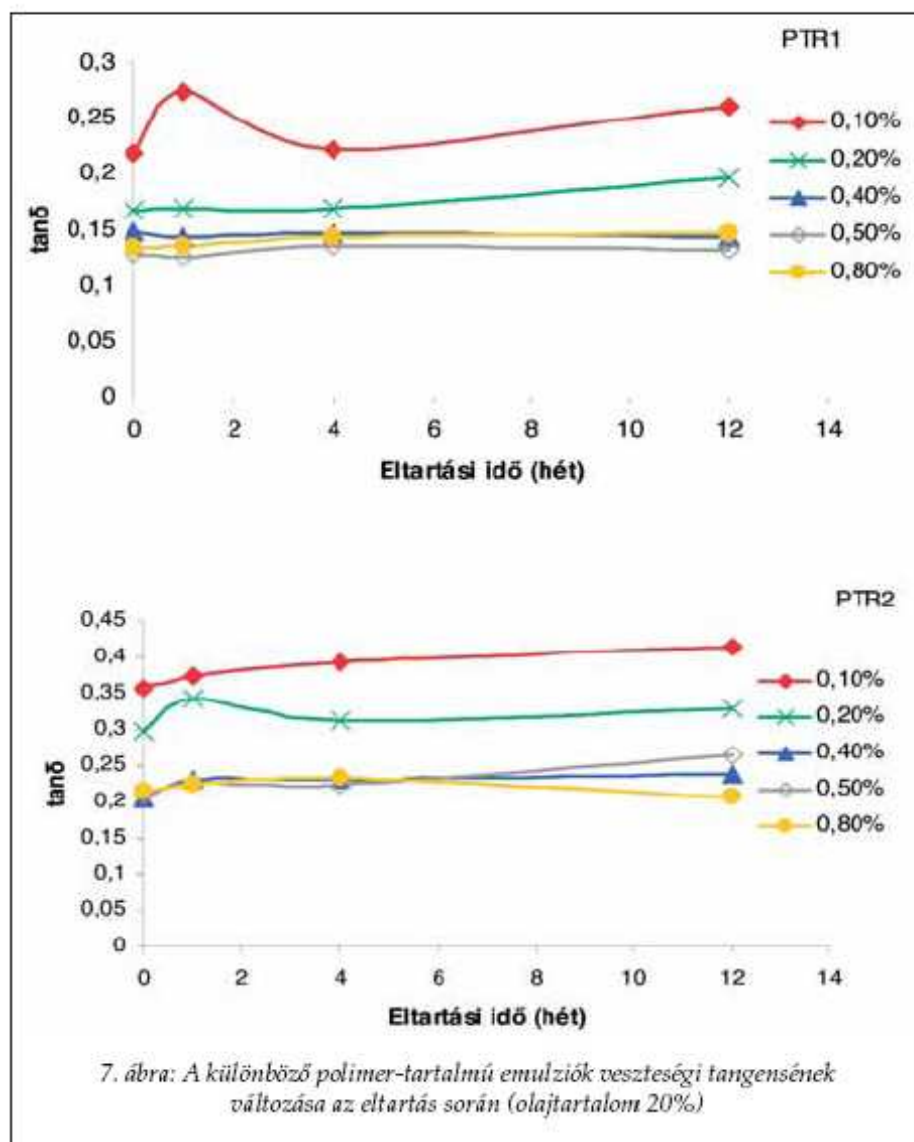 PTR1
0,3
0,25
0,2
0,15
0,1
0,05
0
tanδ
0 2 4 6 8 10 12 14
Eltartási idő (hét)
0,10%
0,20%
0,40%
0,50%
0,80%
PTR2
0,45
0,4
0,35
0,3
0,25
0,2
0,15
0,1
0,05
0
tanδ
0 2 4 6 8 10 12 14
Eltartási idő (hét)
0,10%
0,20%
0,40%
0,50%
0,80%
7. ábra: A különböző polimer-tartalmú emulziók veszteségi tangensének
változása az eltartás során (olajtartalom 20%)